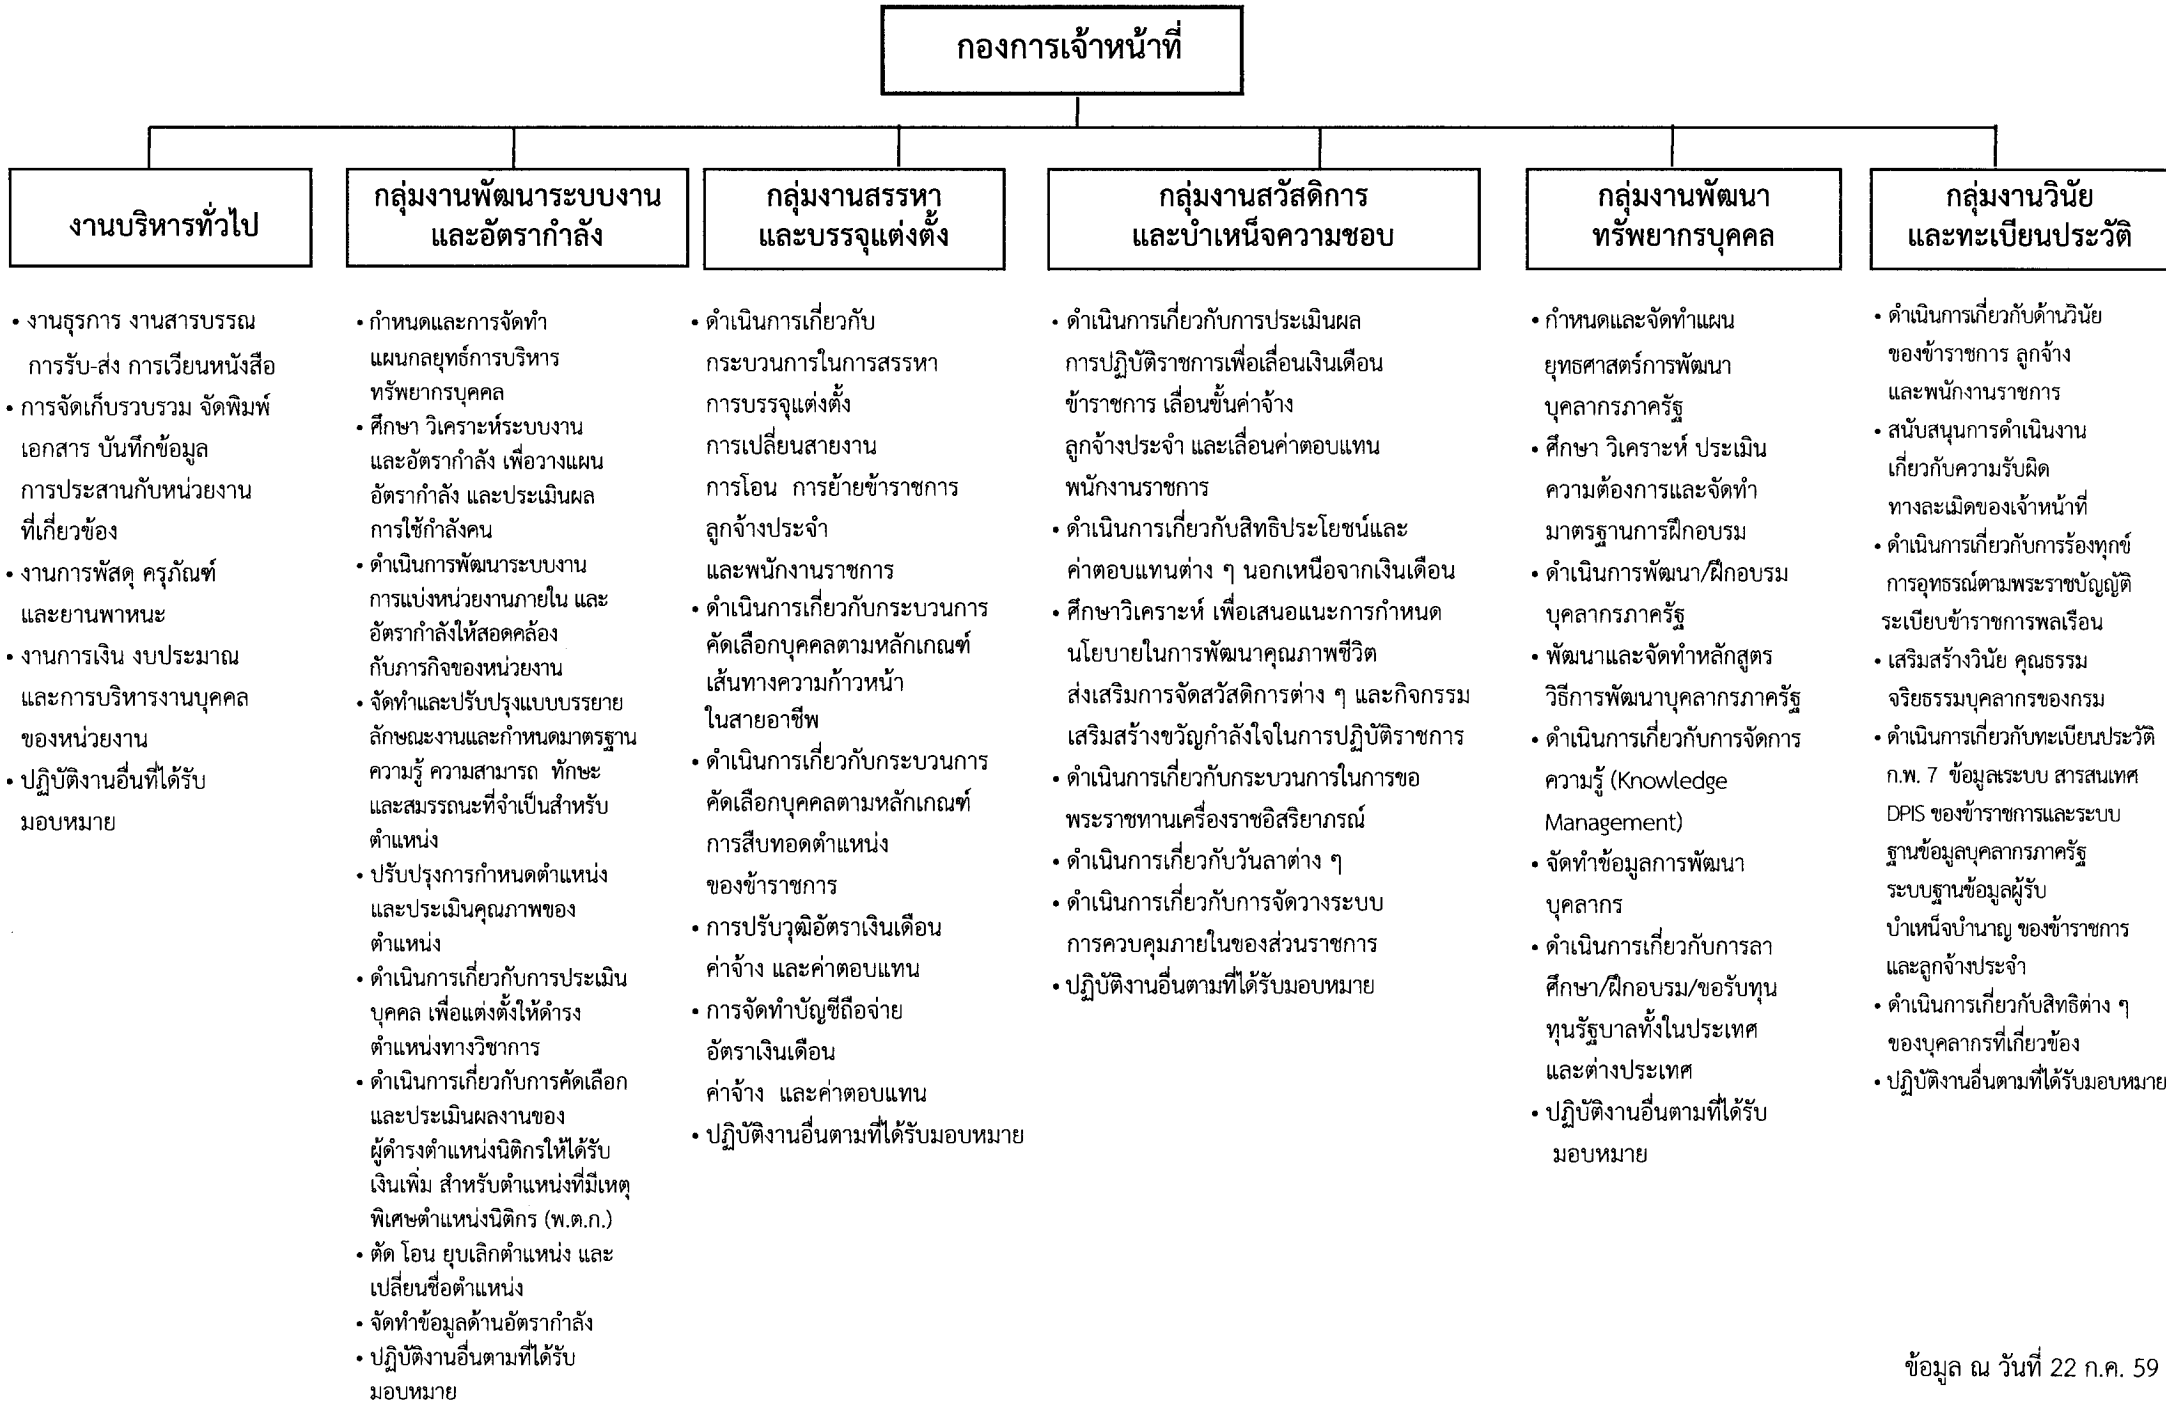 กองการเจ้าหน้าที่
งานบริหารทั่วไป
• งานธุรการ งานสารบรรณ
การรับ-ส่ง การเวียนหนังสือ
• การจัดเก็บรวบรวม จัดพิมพ์
เอกสาร บันทึกข้อมูล
การประสานกับหน่วยงาน
ที่เกี่ยวข้อง
• งานการพัสดุ ครุภัณฑ์
และยานพาหนะ
• งานการเงิน งบประมาณ
และการบริหารงานบุคคล
ของหน่วยงาน
• ปฏิบัติงานอื่นที่ได้รับ
มอบหมาย
กลุ่มงานพัฒนาระบบงาน
และอัตรากำลัง
• กำหนดและการจัดทำ
แผนกลยุทธ์การบริหาร
ทรัพยากรบุคคล
• ศึกษา วิเคราะห์ระบบงาน
และอัตรากำลัง เพื่อวางแผน
อัตรากำลัง และประเมินผล
การใช้กำลังคน
• ดำเนินการพัฒนาระบบงาน
การแบ่งหน่วยงานภายใน และ
อัตรากำลังให้สอดคล้อง
กับภารกิจของหน่วยงาน
• จัดทำและปรับปรุงแบบบรรยาย
ลักษณะงานและกำหนดมาตรฐาน
ความรู้ ความสามารถ ทักษะ
และสมรรถนะที่จำเป็นสำหรับ
ตำแหน่ง
• ปรับปรุงการกำหนดตำแหน่ง
และประเมินคุณภาพของ
ตำแหน่ง
• ดำเนินการเกี่ยวกับการประเมิน
บุคคล เพื่อแต่งตั้งให้ดำรง
ตำแหน่งทางวิชาการ
• ดำเนินการเกี่ยวกับการคัดเลือก
และประเมินผลงานของ
ผู้ดำรงตำแหน่งนิติกรให้ได้รับ
เงินเพิ่ม สำหรับตำแหน่งที่มีเหตุ
พิเศษตำแหน่งนิติกร (พ.ต.ก.)
• ตัด โอน ยุบเลิกตำแหน่ง และ
เปลี่ยนชื่อตำแหน่ง
• จัดทำข้อมูลด้านอัตรากำลัง
• ปฏิบัติงานอื่นตามที่ได้รับ
มอบหมาย
กลุ่มงานสรรหา
และบรรจุแต่งตั้ง
• ดำเนินการเกี่ยวกับ
กระบวนการในการสรรหา
การบรรจุแต่งตั้ง
การเปลี่ยนสายงาน
การโอน การย้ายข้าราชการ
ลูกจ้างประจำ
และพนักงานราชการ
• ดำเนินการเกี่ยวกับกระบวนการ
คัดเลือกบุคคลตามหลักเกณฑ์
เส้นทางความก้าวหน้า
ในสายอาชีพ
• ดำเนินการเกี่ยวกับกระบวนการ
คัดเลือกบุคคลตามหลักเกณฑ์
การสืบทอดตำแหน่ง
ของข้าราชการ
• การปรับวุฒิอัตราเงินเดือน
ค่าจ้าง และค่าตอบแทน
• การจัดทำบัญชีถือจ่าย
อัตราเงินเดือน
ค่าจ้าง และค่าตอบแทน
• ปฏิบัติงานอื่นตามที่ได้รับมอบหมาย
กลุ่มงานสวัสดิการ
และบำเหน็จความชอบ
• ดำเนินการเกี่ยวกับการประเมินผล
การปฏิบัติราชการเพื่อเลื่อนเงินเดือน
ข้าราชการ เลื่อนขั้นค่าจ้าง
ลูกจ้างประจำ และเลื่อนค่าตอบแทน
พนักงานราชการ
• ดำเนินการเกี่ยวกับสิทธิประโยชน์และ
ค่าตอบแทนต่าง ๆ นอกเหนือจากเงินเดือน
• ศึกษาวิเคราะห์ เพื่อเสนอแนะการกำหนด
นโยบายในการพัฒนาคุณภาพชีวิต
ส่งเสริมการจัดสวัสดิการต่าง ๆ และกิจกรรม
เสริมสร้างขวัญกำลังใจในการปฏิบัติราชการ
• ดำเนินการเกี่ยวกับกระบวนการในการขอ
พระราชทานเครื่องราชอิสริยาภรณ์
• ดำเนินการเกี่ยวกับวันลาต่าง ๆ
• ดำเนินการเกี่ยวกับการจัดวางระบบ
การควบคุมภายในของส่วนราชการ
• ปฏิบัติงานอื่นตามที่ได้รับมอบหมาย
กลุ่มงานพัฒนา
ทรัพยากรบุคคล
• กำหนดและจัดทำแผน
ยุทธศาสตร์การพัฒนา
บุคลากรภาครัฐ
• ศึกษา วิเคราะห์ ประเมิน
ความต้องการและจัดทำ
มาตรฐานการฝึกอบรม
• ดำเนินการพัฒนา/ฝึกอบรม
บุคลากรภาครัฐ
• พัฒนาและจัดทำหลักสูตร
วิธีการพัฒนาบุคลากรภาครัฐ
• ดำเนินการเกี่ยวกับการจัดการ
ความรู้ (Knowledge
Management)
• จัดทำข้อมูลการพัฒนา
บุคลากร
• ดำเนินการเกี่ยวกับการลา
ศึกษา/ฝึกอบรม/ขอรับทุน
ทุนรัฐบาลทั้งในประเทศ
และต่างประเทศ
• ปฏิบัติงานอื่นตามที่ได้รับ
มอบหมาย
กลุ่มงานวินัย
และทะเบียนประวัติ
• ดำเนินการเกี่ยวกับด้านวินัย
ของข้าราชการ ลูกจ้าง
และพนักงานราชการ
• สนับสนุนการดำเนินงาน
เกี่ยวกับความรับผิด
ทางละเมิดของเจ้าหน้าที่
• ดำเนินการเกี่ยวกับการร้องทุกข์
การอุทธรณ์ตามพระราชบัญญัติ
ระเบียบข้าราชการพลเรือน
• เสริมสร้างวินัย คุณธรรม
จริยธรรมบุคลากรของกรม
• ดำเนินการเกี่ยวกับทะเบียนประวัติ
ก.พ. 7 ข้อมูลระบบ สารสนเทศ
DPIS ของข้าราชการและระบบ
ฐานข้อมูลบุคลากรภาครัฐ
ระบบฐานข้อมูลผู้รับ
บำเหน็จบำนาญ ของข้าราชการ
และลูกจ้างประจำ
• ดำเนินการเกี่ยวกับสิทธิต่าง ๆ
ของบุคลากรที่เกี่ยวข้อง
• ปฏิบัติงานอื่นตามที่ได้รับมอบหมาย
ข้อมูล ณ วันที่ 22 ก.ค. 59